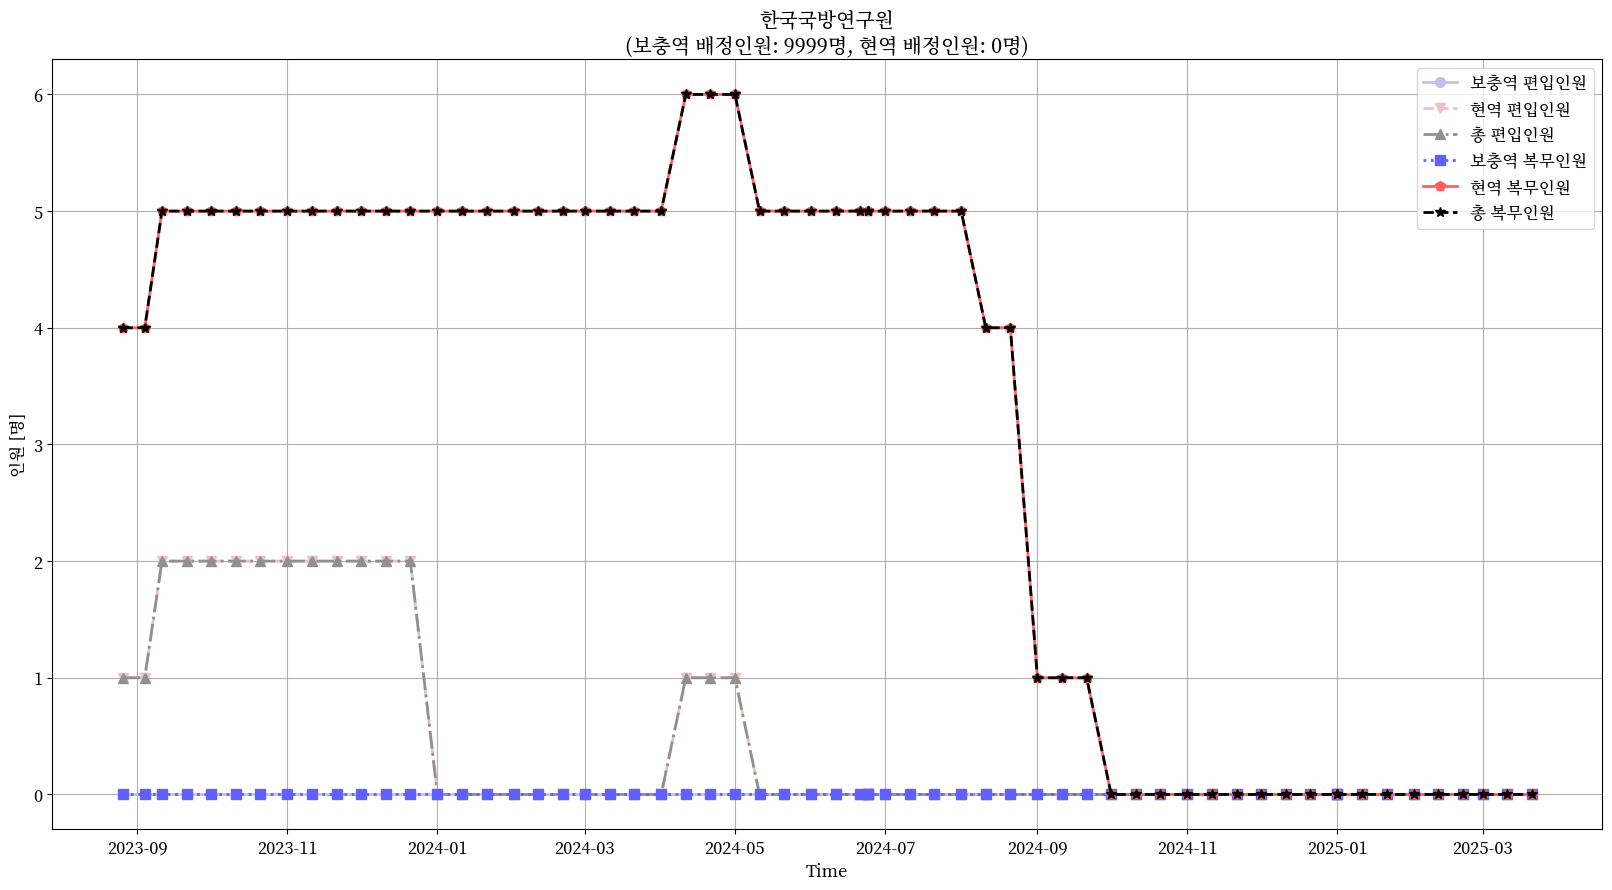 한국국방연구원
(보충역 배정인원: 9999명, 현역 배정인원: 0명)
보충역 편입인원
현역 편입인원
총 편입인원
보충역 복무인원
현역 복무인원
총 복무인원
인원 [명]
6
5
4
3
2
1
0
2023-09
2023-11
2024-01
2024-03
2024-05
2024-07
2024-09
2024-11
2025-01
2025-03
Time